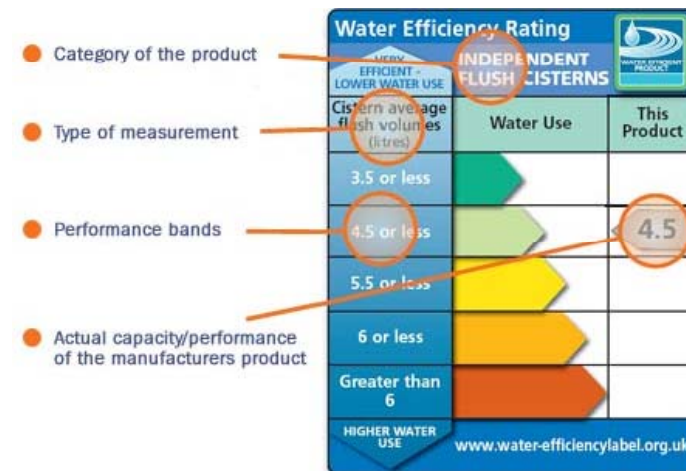 Category of the product
Type of measurement
Performance bands
Actual capacity/performance
of the manufacturers product
Water Efficiency Rating
VERY
EFFICIENT -
LOWER WATER USE
INDEPENDENT
FLUSH CISTERNS
WATER EFFICIENT
PRODUCT
Cistern average
flush volumes
(litres)
Water Use
This
Product
3.5 or less
4.5 or less
4.5
5.5 or less
6 or less
Greater than
6
HIGHER WATER
USE
www.water-efficiencylabel.org.uk